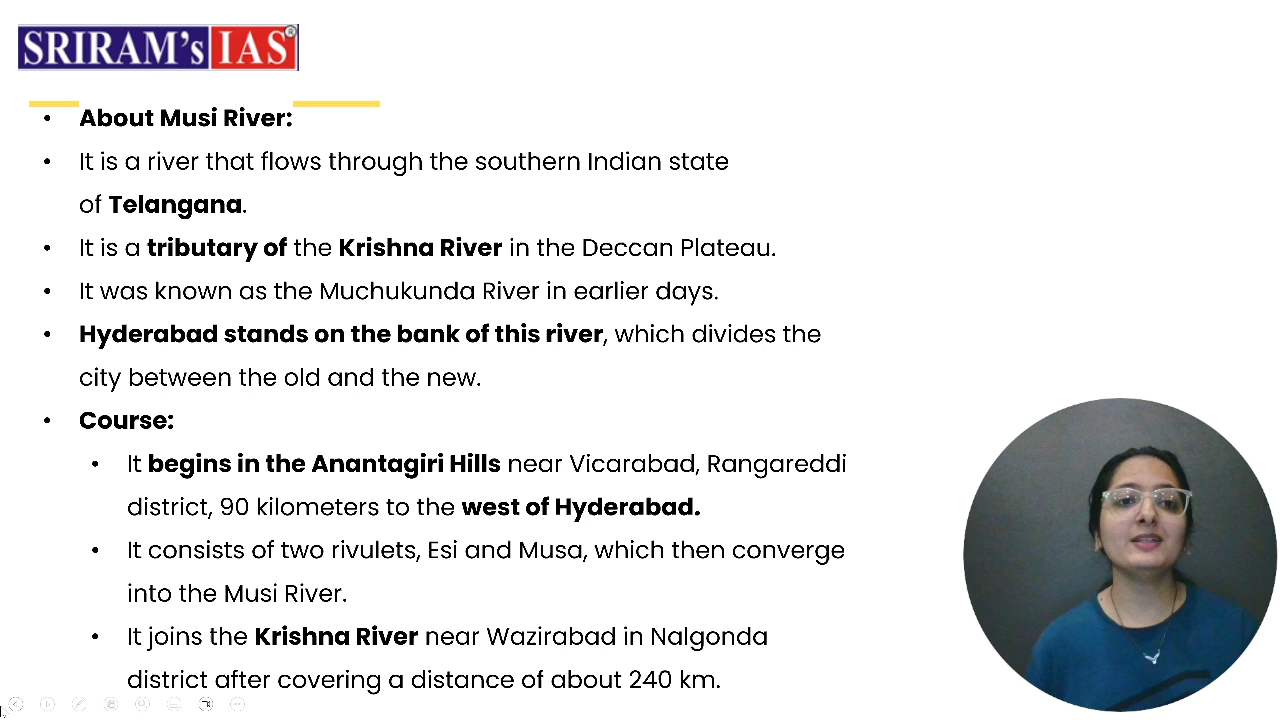 SRIRAM's IAS®
• About Musi River:
• It is a river that flows through the southern Indian state
of Telangana.
• It is a tributary of the Krishna River in the Deccan Plateau.
• It was known as the Muchukunda River in earlier days.
• Hyderabad stands on the bank of this river, which divides the
city between the old and the new.
• Course:
• It begins in the Anantagiri Hills near Vicarabad, Rangareddi
district, 90 kilometers to the west of Hyderabad.
• It consists of two rivulets, Esi and Musa, which then converge
into the Musi River.
• It joins the Krishna River near Wazirabad in Nalgonda
district after covering a distance of about 240 km.